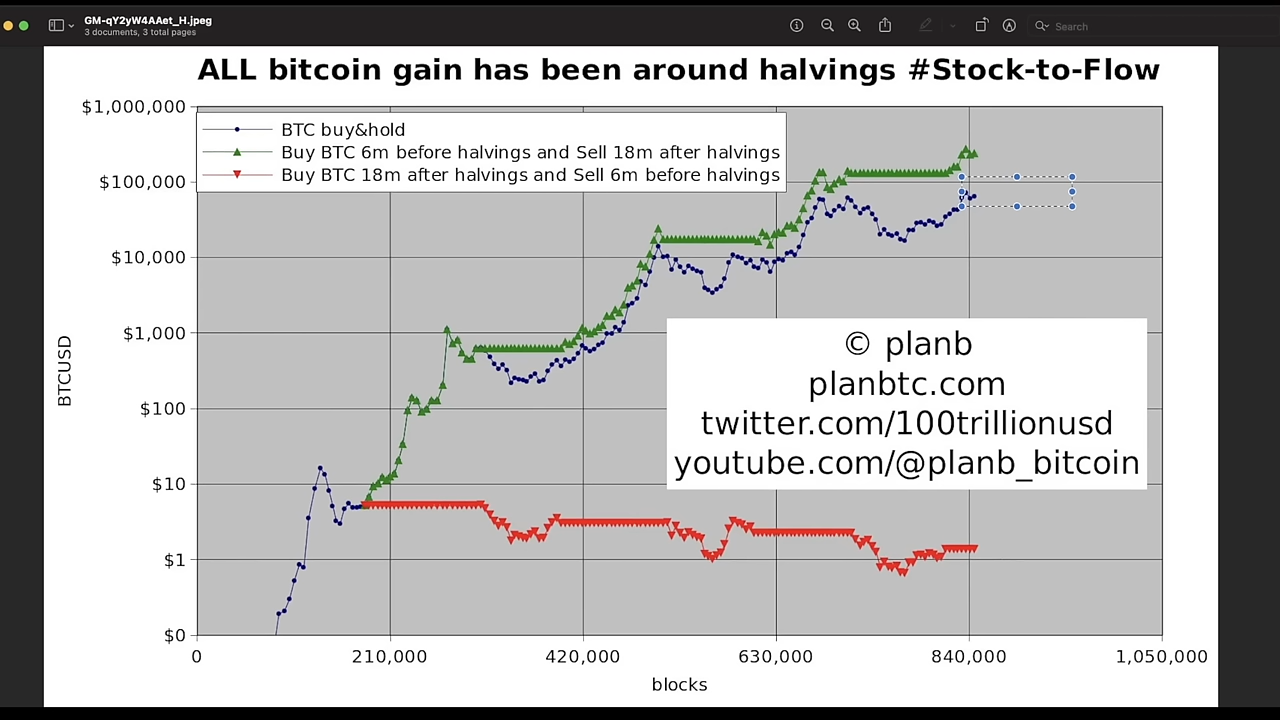 GM-qY2yW4AAet_H.jpeg
3 documents, 3 total pages
Search
ALL bitcoin gain has been around halvings #Stock-to-Flow
BTC buy&hold
Buy BTC 6m before halvings and Sell 18m after halvings
Buy BTC 18m after halvings and Sell 6m before halvings
$1,000,000
$100,000
$10,000
$1,000
$100
$10
$1
$0
BTCUSD
© planb
planbtc.com
twitter.com/100trillionusd
youtube.com/@planb_bitcoin
0
210,000
420,000
630,000
840,000
1,050,000
blocks